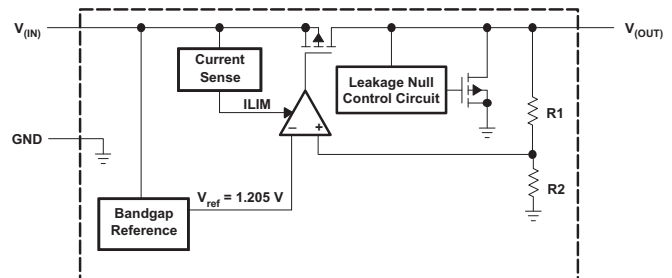 V(IN)
V(OUT)
Current
Sense
Leakage Null
Control Circuit
ILIM
R1
– +
GND
R2
Vref = 1.205 V
Bandgap
Reference